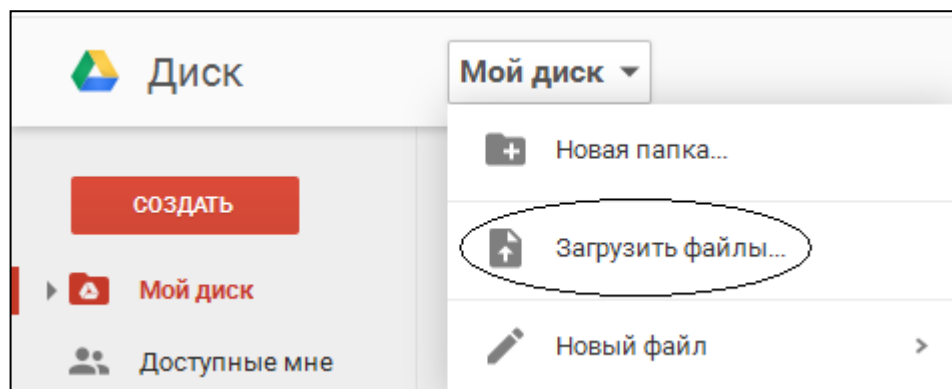 Диск
Мой диск
Новая папка...
СОЗДАТЬ
Загрузить файлы...
Мой диск
Новый файл
Доступные мне